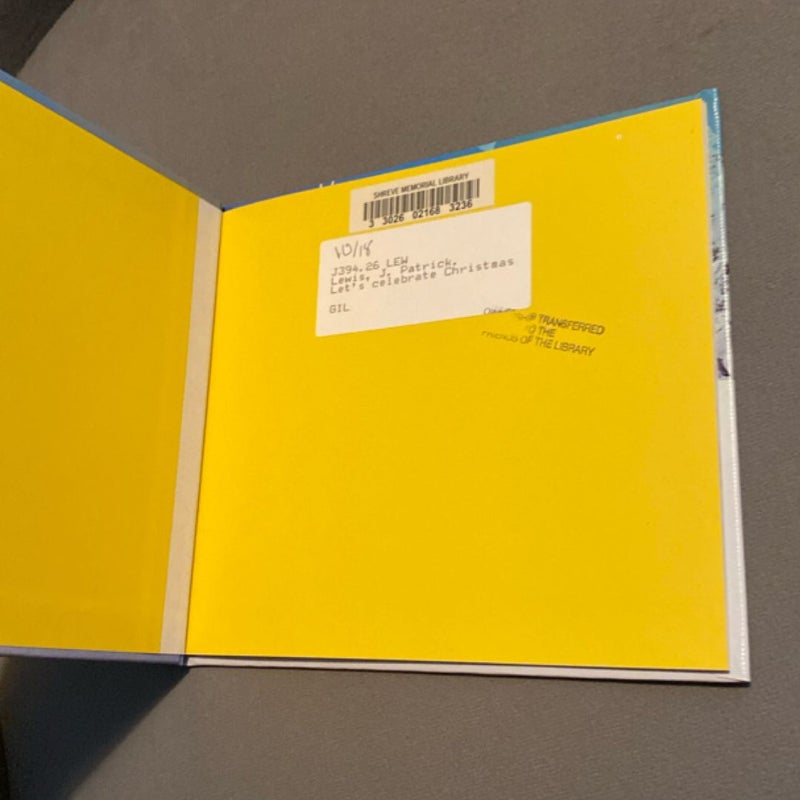 SHREVE MEMORIAL LIBRARY
3 3026 02168 3236
10/18
J394.26 LEW
Lewis, J. Patrick.
Let's celebrate Christmas
GIL
TRANSFERRED
TO THE
FRIENDS OF THE LIBRARY